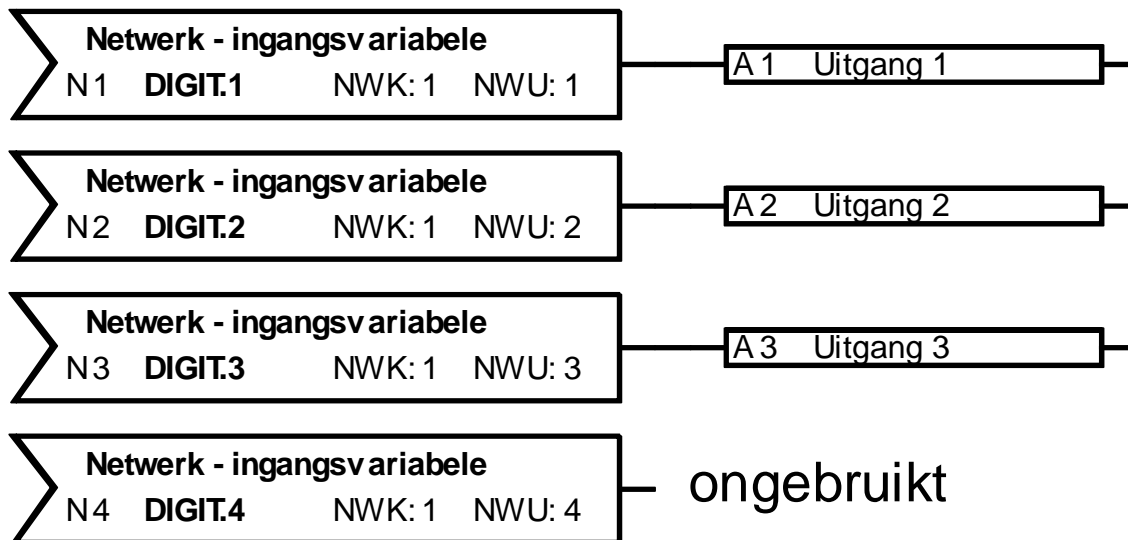 Netwerk - ingangsvariabele
N1 DIGIT.1 NWK: 1 NWU: 1
A1 Uitgang 1
Netwerk - ingangsvariabele
N2 DIGIT.2 NWK: 1 NWU: 2
A2 Uitgang 2
Netwerk - ingangsvariabele
N3 DIGIT.3 NWK: 1 NWU: 3
A3 Uitgang 3
Netwerk - ingangsvariabele
N4 DIGIT.4 NWK: 1 NWU: 4
ongebruikt